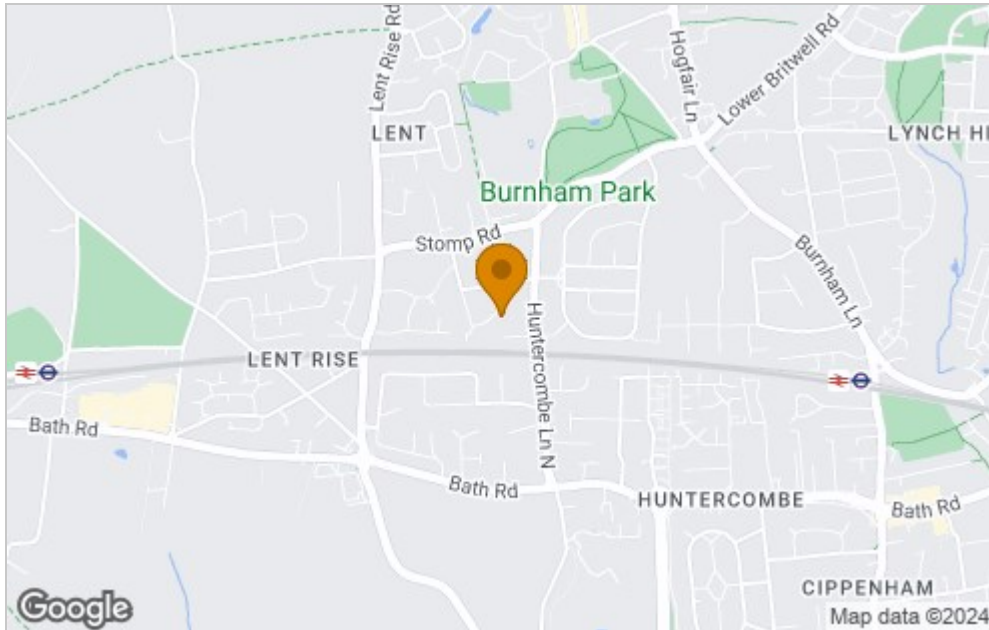 Lent Rise Rd
Hogfair Ln
Lower Britwell Rd
LENT
LYNCH HI
Burnham Park
Stomp Rd
Burnham Ln
Huntercombe Ln N
LENT RISE
Bath Rd
Bath Rd
HUNTERCOMBE
Bath Rd
CIPPENHAM
Google
Map data ©2024